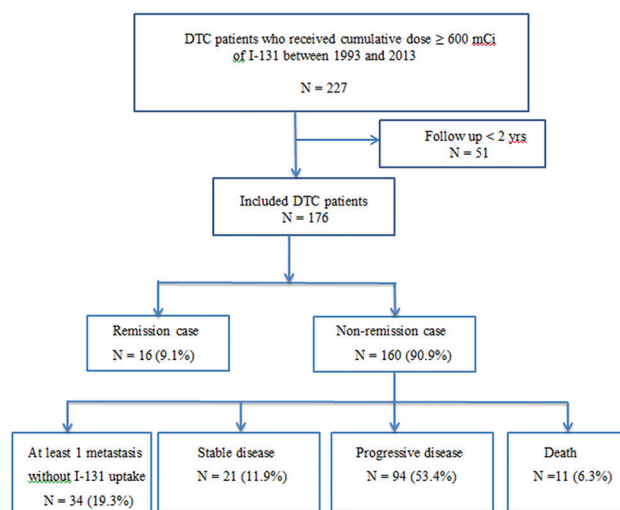 DTC patients who received cumulative dose ≥ 600 mCi
of I-131 between 1993 and 2013
N = 227
Follow up < 2 yrs
N = 51
Included DTC patients
N = 176
Remission case
N = 16 (9.1%)
Non-remission case
N = 160 (90.9%)
At least 1 metastasis
without I-131 uptake
N = 34 (19.3%)
Stable disease
N = 21 (11.9%)
Progressive disease
N = 94 (53.4%)
Death
N =11 (6.3%)